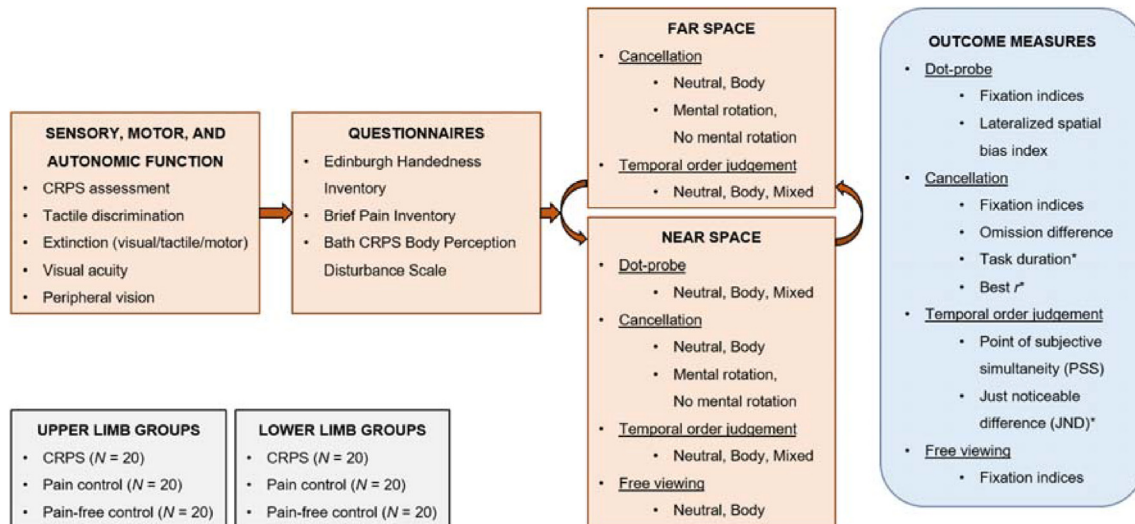 SENSORY, MOTOR, AND
AUTONOMIC FUNCTION
• CRPS assessment
• Tactile discrimination
• Extinction (visual/tactile/motor)
• Visual acuity
• Peripheral vision
QUESTIONNAIRES
• Edinburgh Handedness
Inventory
• Brief Pain Inventory
• Bath CRPS Body Perception
Disturbance Scale
FAR SPACE
• Cancellation
• Neutral, Body
• Mental rotation,
No mental rotation
• Temporal order judgement
• Neutral, Body, Mixed
NEAR SPACE
• Dot-probe
• Neutral, Body, Mixed
• Cancellation
• Neutral, Body
• Mental rotation,
No mental rotation
• Temporal order judgement
• Neutral, Body, Mixed
• Free viewing
• Neutral, Body
OUTCOME MEASURES
• Dot-probe
• Fixation indices
• Lateralized spatial
bias index
• Cancellation
• Fixation indices
• Omission difference
• Task duration*
• Best r*
• Temporal order judgement
• Point of subjective
simultaneity (PSS)
• Just noticeable
difference (JND)*
• Free viewing
• Fixation indices
UPPER LIMB GROUPS
• CRPS (N = 20)
• Pain control (N = 20)
• Pain-free control (N = 20)
LOWER LIMB GROUPS
• CRPS (N = 20)
• Pain control (N = 20)
• Pain-free control (N = 20)